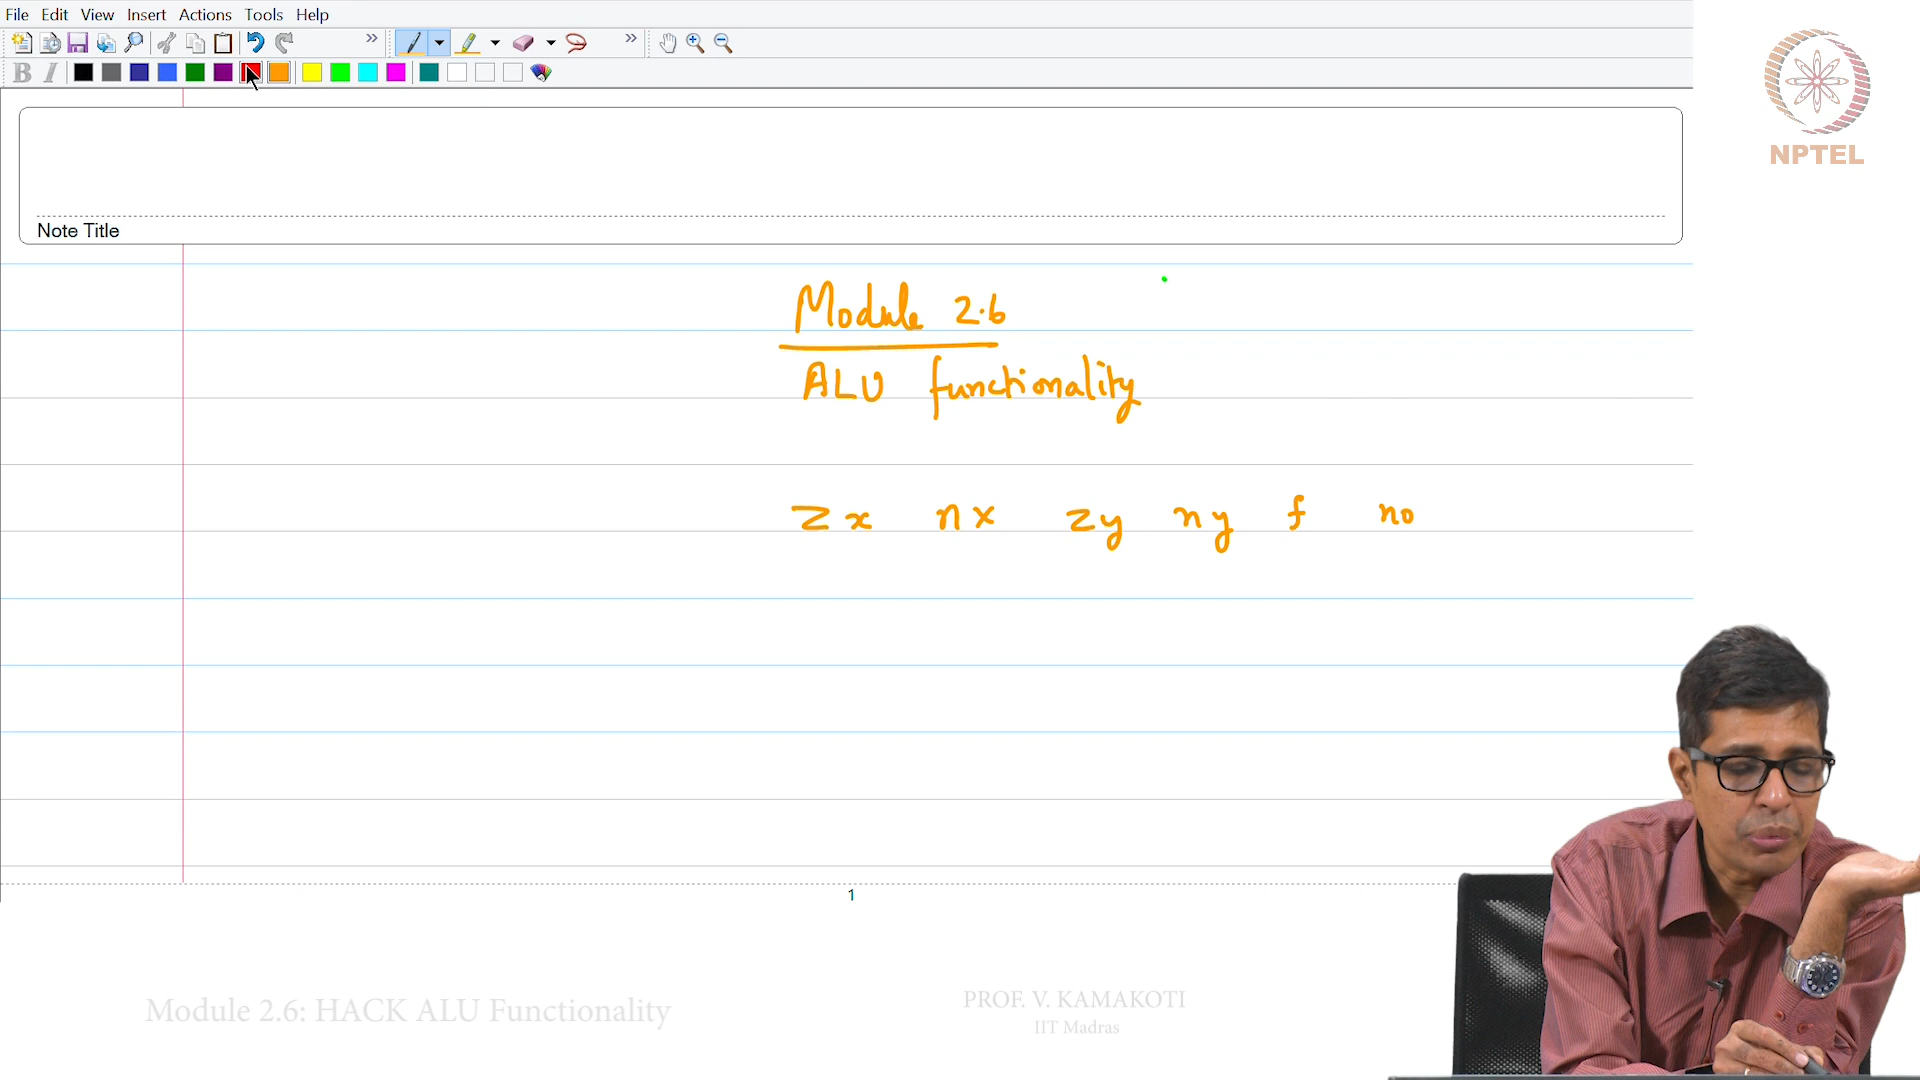 File Edit View Insert Actions Tools Help
B I
NPTEL
Note Title
Module 2.6
ALU functionality
zx nx zy ny f no
1
Module 2.6: HACK ALU Functionality
PROF. V. KAMAKOTI
IIT Madras